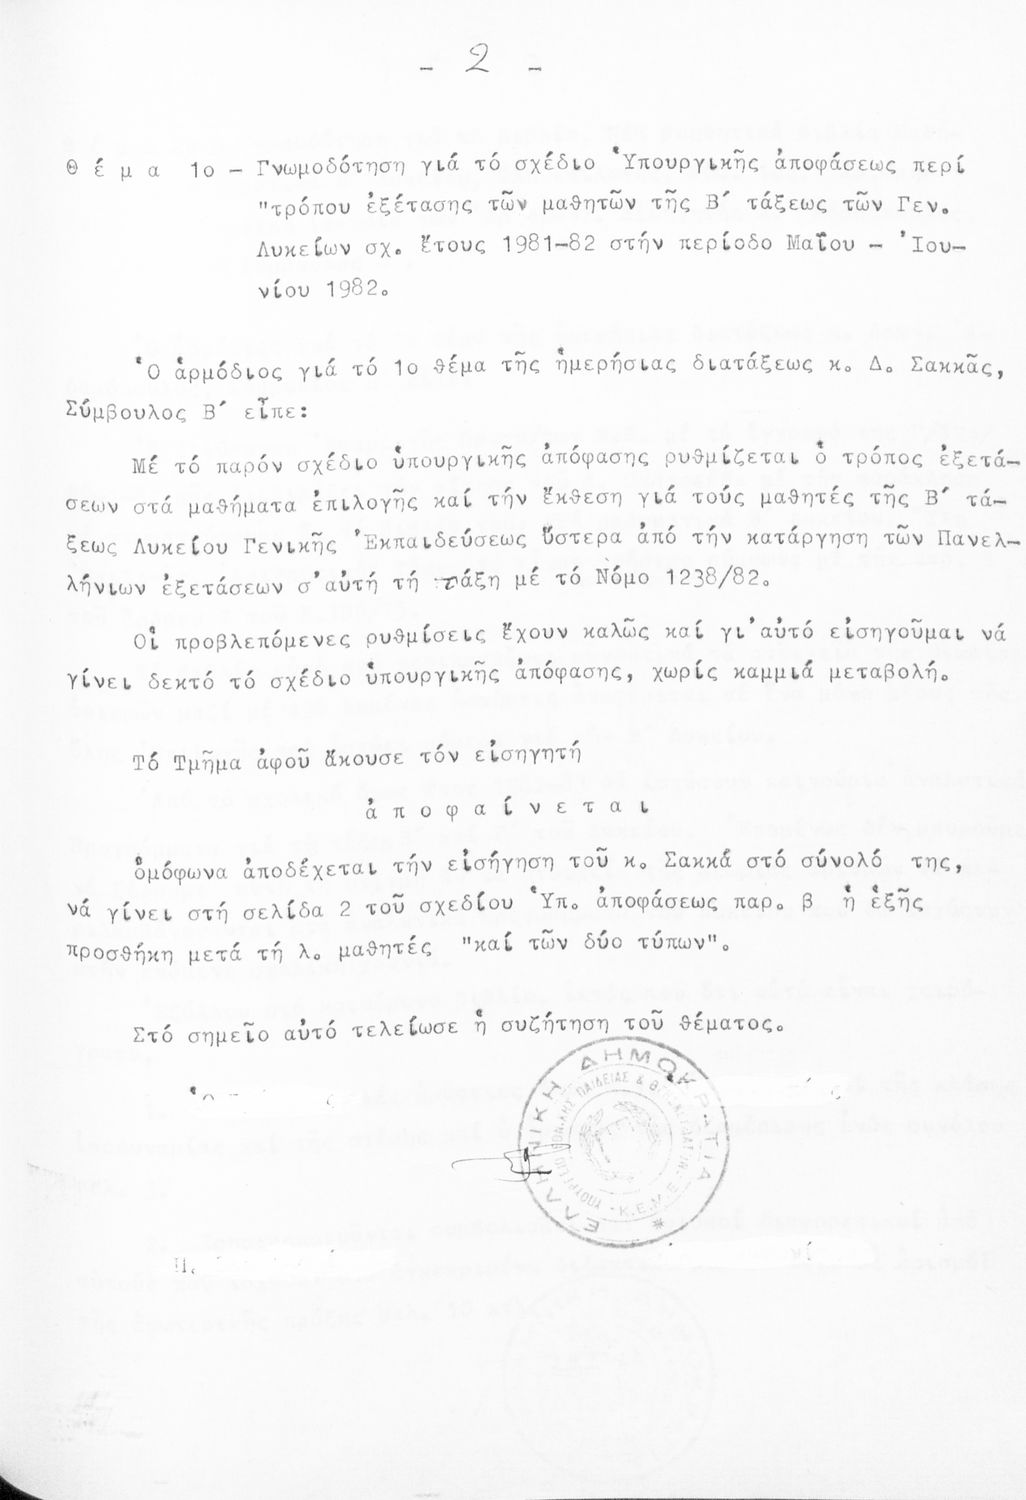 - 2 -
Θ έ μ α 1ο - Γνωμοδότηση γιά τό σχέδιο Ὑπουργικῆς ἀποφάσεως περί
"τρόπου ἐξέτασης τῶν μαθητῶν τῆς Β´ τάξεως τῶν Γεν.
Λυκείων σχ. ἔτους 1981-82 στήν περίοδο Μαΐου - Ἰου-
νίου 1982.
Ὁ ἁρμόδιος γιά τό 1ο θέμα τῆς ἡμερήσιας διατάξεως κ. Δ. Σακκᾶς,
Σύμβουλος Β´ εἶπε:
Μέ τό παρόν σχέδιο ὑπουργικῆς ἀπόφασης ρυθμίζεται ὁ τρόπος ἐξετά-
σεων στά μαθήματα ἐπιλογῆς καί τήν ἔκθεση γιά τούς μαθητές τῆς Β´ τά-
ξεως Λυκείου Γενικῆς Ἐκπαιδεύσεως ὕστερα ἀπό τήν κατάργηση τῶν Πανελ-
λήνιων ἐξετάσεων σ'αὐτή τή τάξη μέ τό Νόμο 1238/82.
Οἱ προβλεπόμενες ρυθμίσεις ἔχουν καλῶς καί γι'αὐτό εἰσηγοῦμαι νά
γίνει δεκτό τό σχέδιο ὑπουργικῆς ἀπόφασης, χωρίς καμμιά μεταβολή.
Τό Τμῆμα ἀφοῦ ἄκουσε τόν εἰσηγητή
ἀ π ο φ α ί ν ε τ α ι
ὁμόφωνα ἀποδέχεται τήν εἰσήγηση τοῦ κ. Σακκά στό σύνολό της,
νά γίνει στή σελίδα 2 τοῦ σχεδίου Ὑπ. ἀποφάσεως παρ. β ἡ ἑξῆς
προσθήκη μετά τή λ. μαθητές "καί τῶν δύο τύπων".
Στό σημεῖο αὐτό τελείωσε ἡ συζήτηση τοῦ θέματος.
ΕΛΛΗΝΙΚΗ ΔΗΜΟΚΡΑΤΙΑ
ΥΠΟΥΡΓΕΙΟ ΕΘΝΙΚΗΣ ΠΑΙΔΕΙΑΣ & ΘΡΗΣΚΕΥΜΑΤΩΝ
Κ.Ε.Μ.Ε.